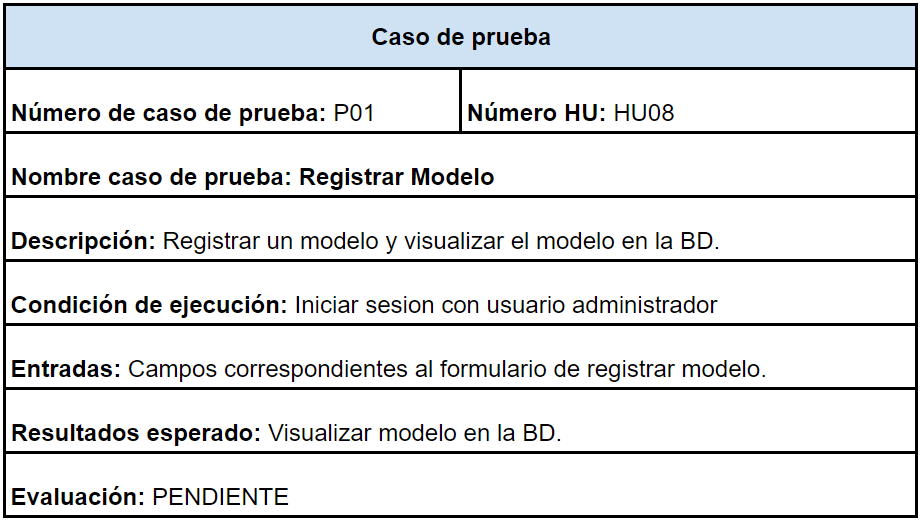 Caso de prueba
Número de caso de prueba: P01
Número HU: HU08
Nombre caso de prueba: Registrar Modelo
Descripción: Registrar un modelo y visualizar el modelo en la BD.
Condición de ejecución: Iniciar sesion con usuario administrador
Entradas: Campos correspondientes al formulario de registrar modelo.
Resultados esperado: Visualizar modelo en la BD.
Evaluación: PENDIENTE